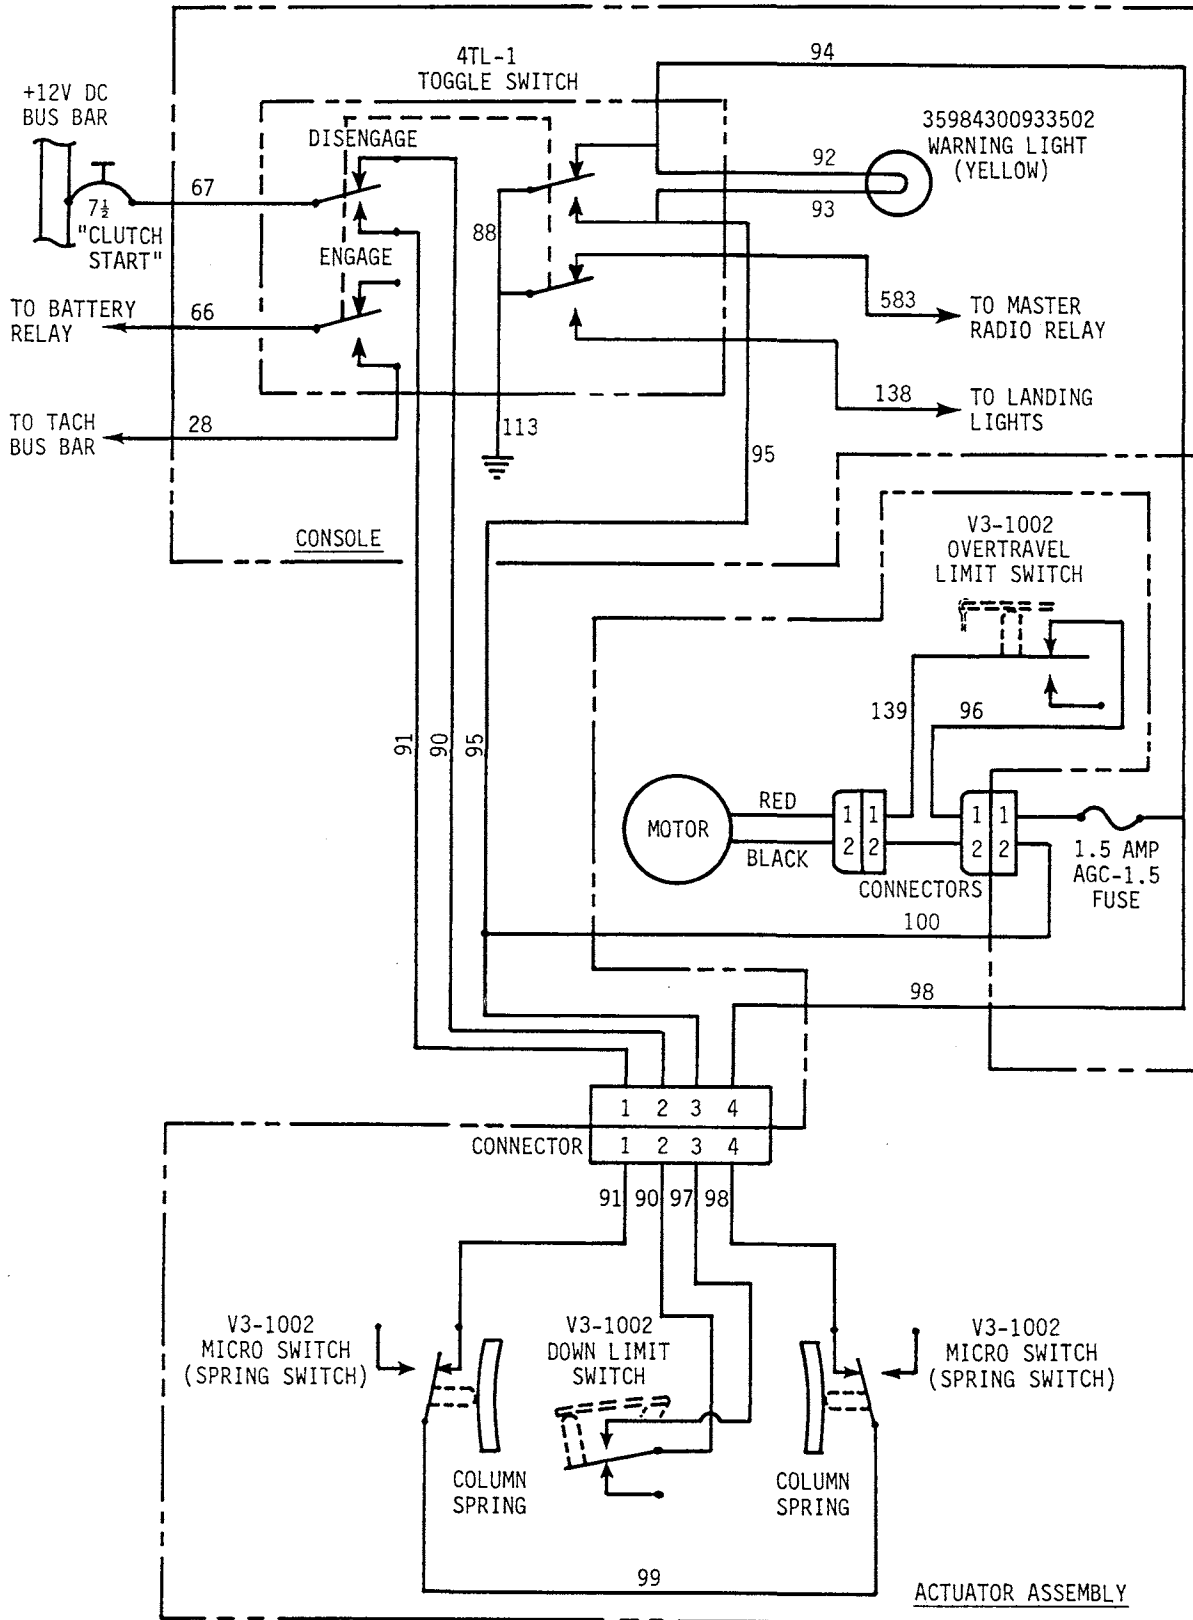 4TL-1
TOGGLE SWITCH
94
+12V DC
BUS BAR
DISENGAGE
35984300933502
WARNING LIGHT
(YELLOW)
92
67
93
7½
"CLUTCH
START"
88
ENGAGE
TO BATTERY
RELAY
66
583
TO MASTER
RADIO RELAY
138
TO LANDING
LIGHTS
TO TACH
BUS BAR
28
113
95
CONSOLE
V3-1002
OVERTRAVEL
LIMIT SWITCH
139
96
91
90
95
MOTOR
RED
BLACK
1 1
2 2
1 1
2 2
CONNECTORS
1.5 AMP
AGC-1.5
FUSE
100
98
1 2 3 4
CONNECTOR
1 2 3 4
91 90 97 98
V3-1002
MICRO SWITCH
(SPRING SWITCH)
V3-1002
DOWN LIMIT
SWITCH
V3-1002
MICRO SWITCH
(SPRING SWITCH)
COLUMN
SPRING
COLUMN
SPRING
99
ACTUATOR ASSEMBLY